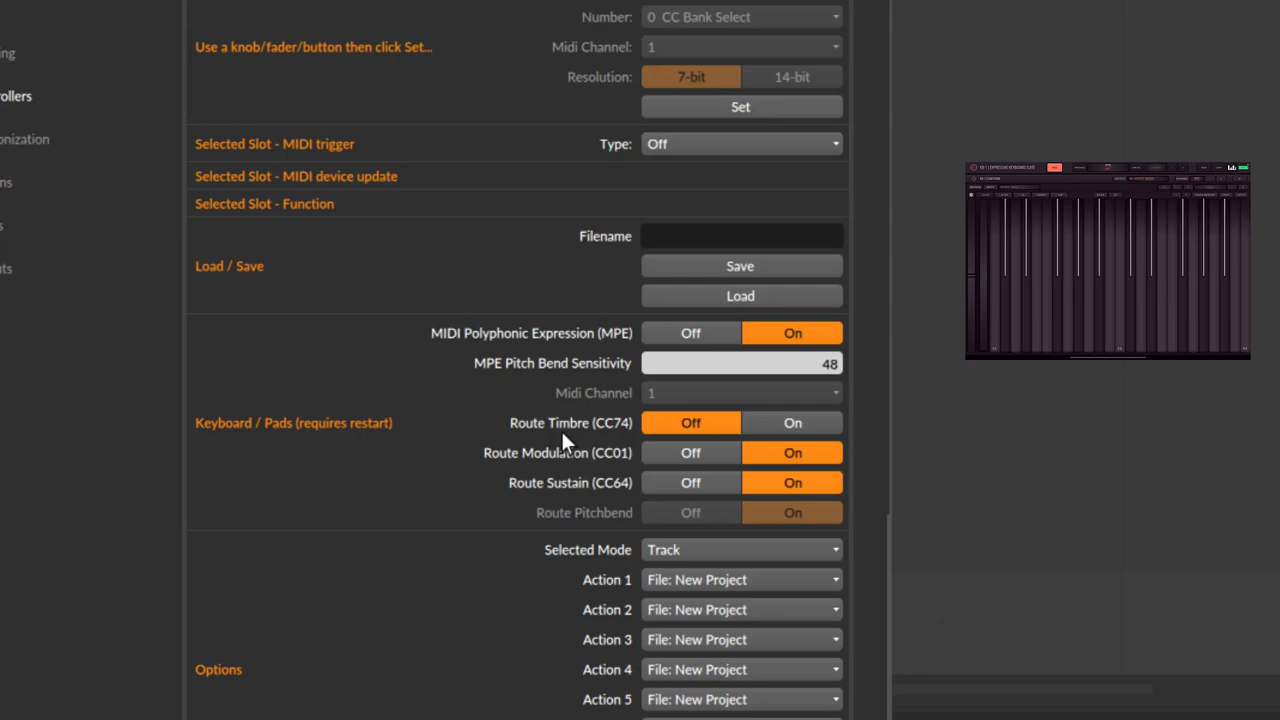 Number: 0 CC Bank Select
ing
Use a knob/fader/button then click Set... Midi Channel: 1
Resolution: 7-bit 14-bit
ollers
Set
onization
Selected Slot - MIDI trigger Type: Off
Selected Slot - MIDI device update
ns
Selected Slot - Function
s
Filename
ts
Load / Save Save
Load
MIDI Polyphonic Expression (MPE) Off On
MPE Pitch Bend Sensitivity 48
Midi Channel 1
Keyboard / Pads (requires restart) Route Timbre (CC74) Off On
Route Modulation (CC01) Off On
Route Sustain (CC64) Off On
Route Pitchbend Off On
Selected Mode Track
Action 1 File: New Project
Action 2 File: New Project
Action 3 File: New Project
Options Action 4 File: New Project
Action 5 File: New Project